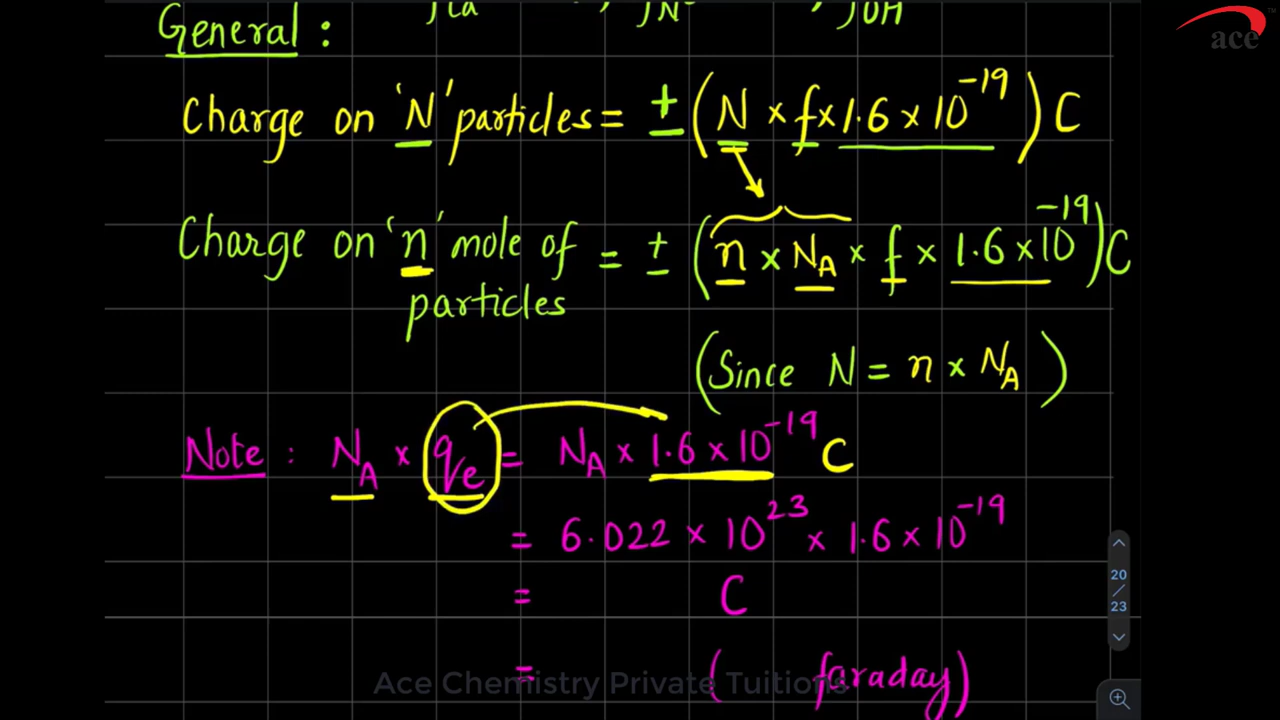 ace
General :
Charge on 'N' particles = ± (N × f × 1.6 × 10⁻¹⁹) C
Charge on 'n' mole of = ± (n × N_A × f × 1.6 × 10⁻¹⁹) C
particles
(Since N = n × N_A)
Note : N_A × q_e = N_A × 1.6 × 10⁻¹⁹ C
= 6.022 × 10²³ × 1.6 × 10⁻¹⁹
= C
= ( faraday)
Ace Chemistry Private Tuitions
20
/
23